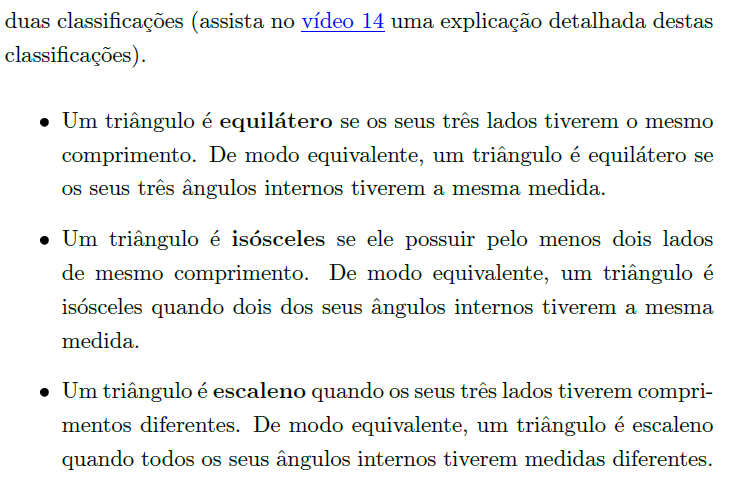 duas classificações (assista no vídeo 14 uma explicação detalhada destas
classificações).
• Um triângulo é equilátero se os seus três lados tiverem o mesmo
comprimento. De modo equivalente, um triângulo é equilátero se
os seus três ângulos internos tiverem a mesma medida.
• Um triângulo é isósceles se ele possuir pelo menos dois lados
de mesmo comprimento. De modo equivalente, um triângulo é
isósceles quando dois dos seus ângulos internos tiverem a mesma
medida.
• Um triângulo é escaleno quando os seus três lados tiverem compri-
mentos diferentes. De modo equivalente, um triângulo é escaleno
quando todos os seus ângulos internos tiverem medidas diferentes.